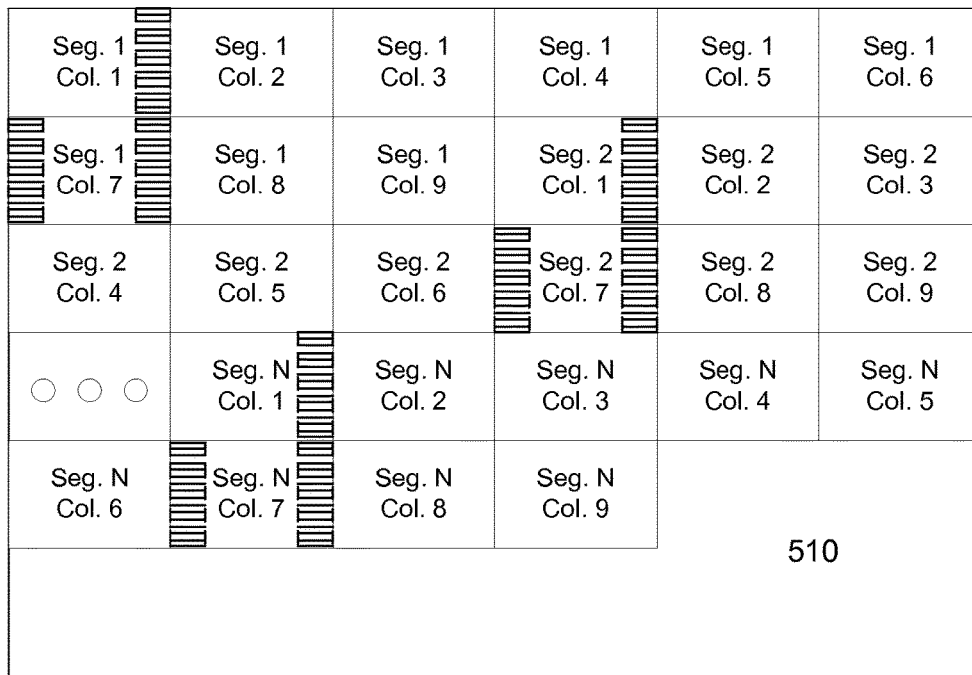 Seg. 1 Seg. 1 Seg. 1 Seg. 1 Seg. 1 Seg. 1
Col. 1 Col. 2 Col. 3 Col. 4 Col. 5 Col. 6
Seg. 1 Seg. 1 Seg. 1 Seg. 2 Seg. 2 Seg. 2
Col. 7 Col. 8 Col. 9 Col. 1 Col. 2 Col. 3
Seg. 2 Seg. 2 Seg. 2 Seg. 2 Seg. 2 Seg. 2
Col. 4 Col. 5 Col. 6 Col. 7 Col. 8 Col. 9
Seg. N Seg. N Seg. N Seg. N Seg. N
Col. 1 Col. 2 Col. 3 Col. 4 Col. 5
Seg. N Seg. N Seg. N Seg. N
Col. 6 Col. 7 Col. 8 Col. 9
510